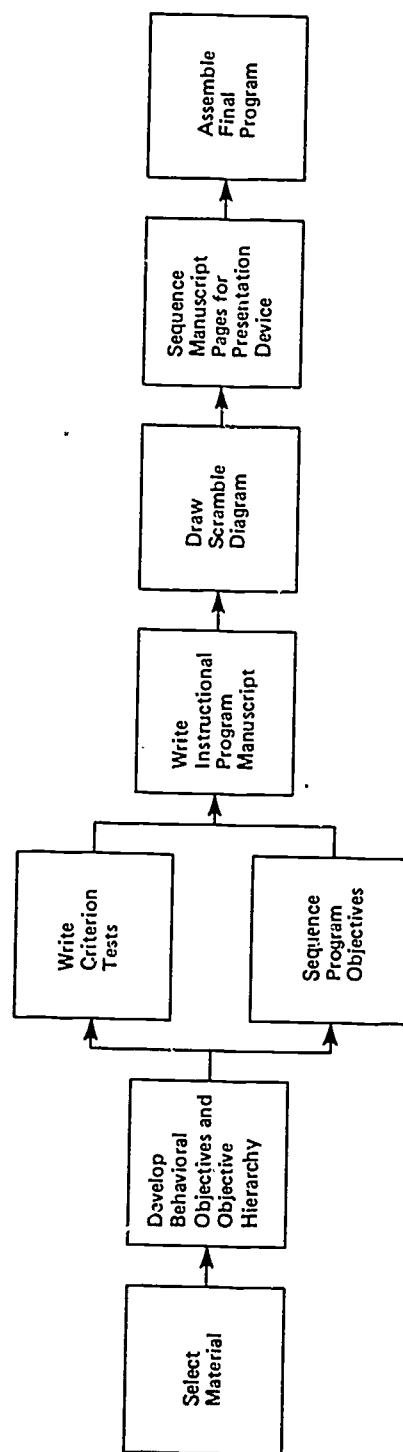 Select
Material
Develop
Behavioral
Objectives and
Objective
Hierarchy
Write
Criterion
Tests
Sequence
Program
Objectives
Write
Instructional
Program
Manuscript
Draw
Scramble
Diagram
Sequence
Manuscript
Pages for
Presentation
Device
Assemble
Final
Program